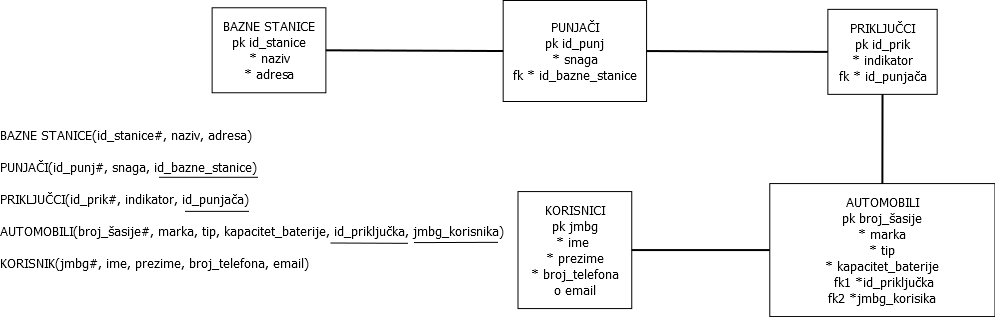 BAZNE STANICE
pk id_stanice
* naziv
* adresa
PUNJAČI
pk id_punj
* snaga
fk * id_bazne_stanice
PRIKLJUČCI
pk id_prik
* indikator
fk * id_punjača
BAZNE STANICE(id_stanice#, naziv, adresa)
PUNJAČI(id_punj#, snaga, id_bazne_stanice)
PRIKLJUČCI(id_prik#, indikator, id_punjača)
AUTOMOBILI(broj_šasije#, marka, tip, kapacitet_baterije, id_priključka, jmbg_korisnika)
KORISNIK(jmbg#, ime, prezime, broj_telefona, email)
KORISNICI
pk jmbg
* ime
* prezime
* broj_telefona
o email
AUTOMOBILI
pk broj_šasije
* marka
* tip
* kapacitet_baterije
fk1 *id_priključka
fk2 *jmbg_korisika